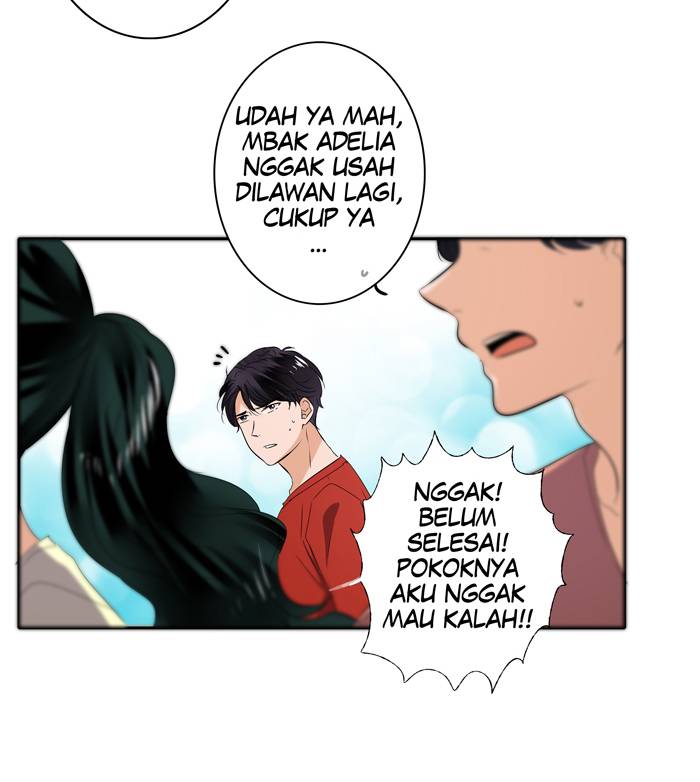 UDAH YA MAH,
MBAK ADELIA
NGGAK USAH
DILAWAN LAGI,
CUKUP YA
...
NGGAK!
BELUM
SELESAI!
POKOKNYA
AKU NGGAK
MAU KALAH!!